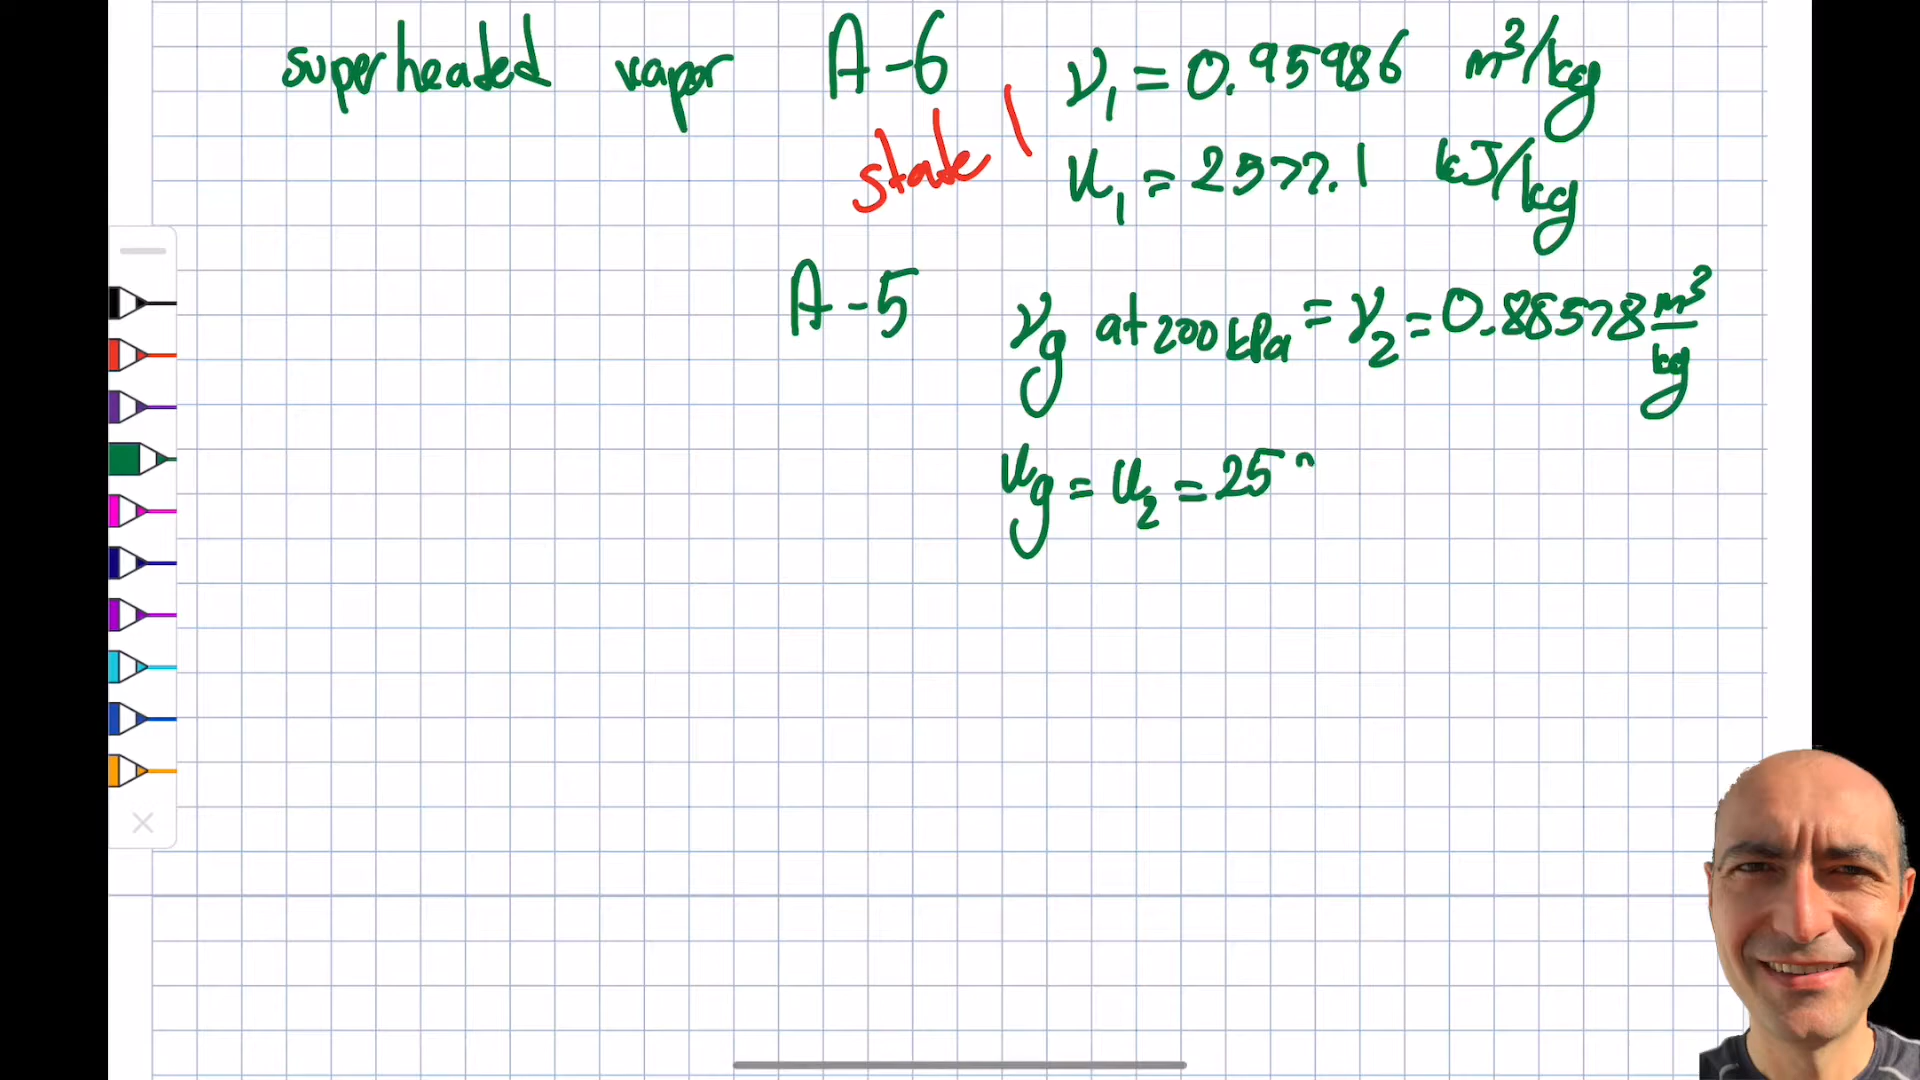 superheated vapor A-6 ν₁ = 0.95986 m³/kg
state 1 u₁ = 2577.1 kJ/kg
A-5 νg at 200 kPa = ν₂ = 0.88578 m³/kg
ug = u₂ = 25